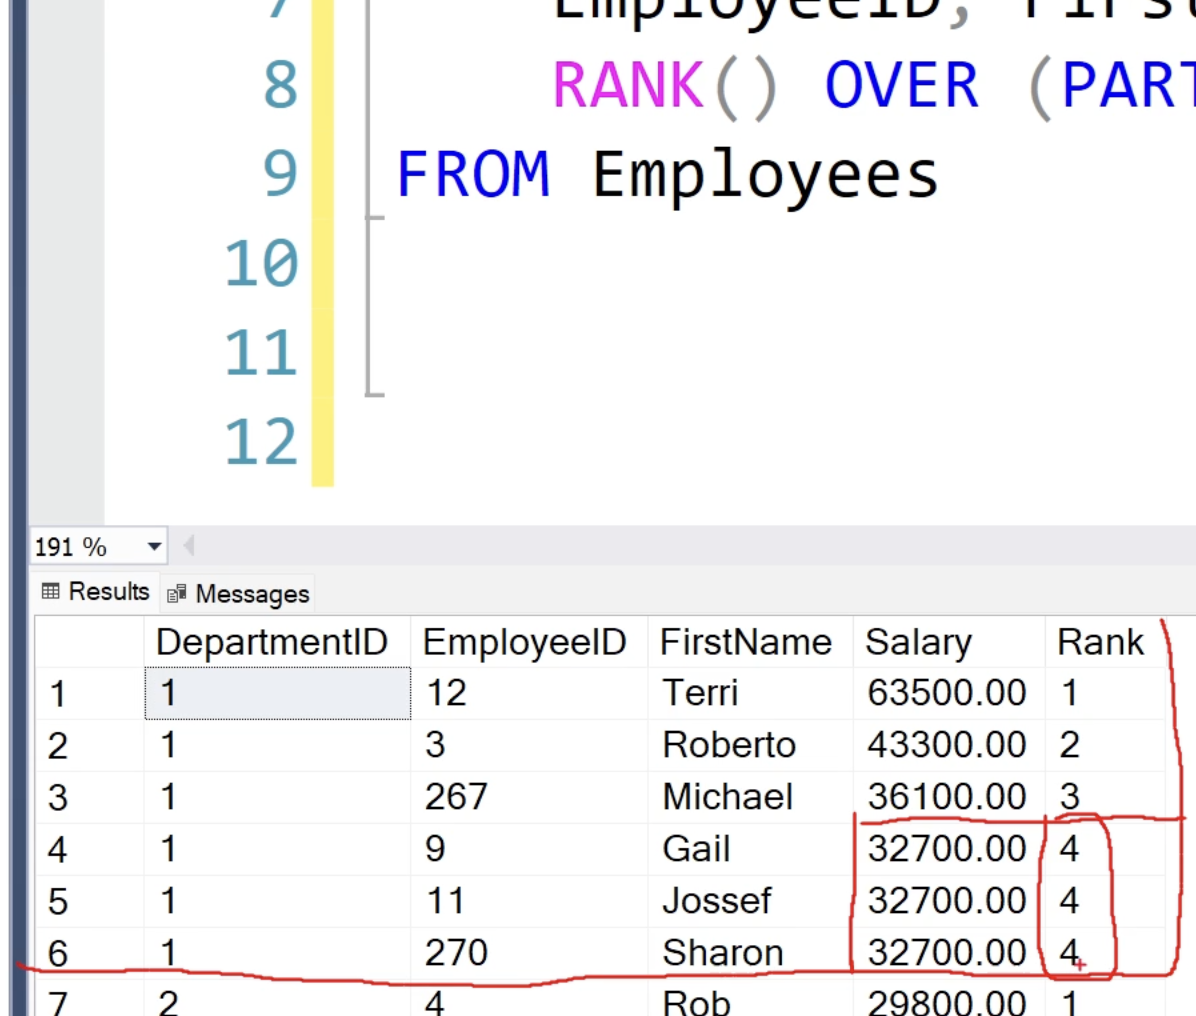 7 EmployeeID, First
8 RANK() OVER (PART
9 FROM Employees
10
11
12
191 %
Results Messages
DepartmentID EmployeeID FirstName Salary Rank
1 1 12 Terri 63500.00 1
2 1 3 Roberto 43300.00 2
3 1 267 Michael 36100.00 3
4 1 9 Gail 32700.00 4
5 1 11 Jossef 32700.00 4
6 1 270 Sharon 32700.00 4
7 2 4 Rob 29800.00 1